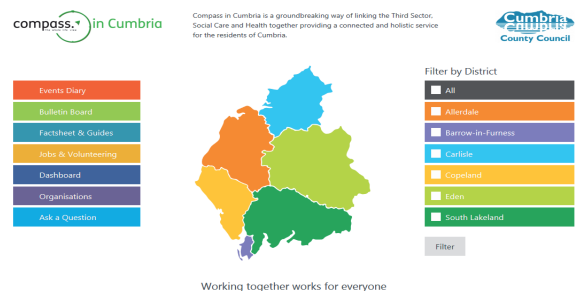 compass. in Cumbria
Compass in Cumbria is a groundbreaking way of linking the Third Sector,
Social Care and Health together providing a connected and holistic service
for the residents of Cumbria.
Cumbria
County Council
Events Diary
Bulletin Board
Factsheet & Guides
Jobs & Volunteering
Dashboard
Organisations
Ask a Question
Filter by District
All
Allerdale
Barrow-in-Furness
Carlisle
Copeland
Eden
South Lakeland
Filter
Working together works for everyone